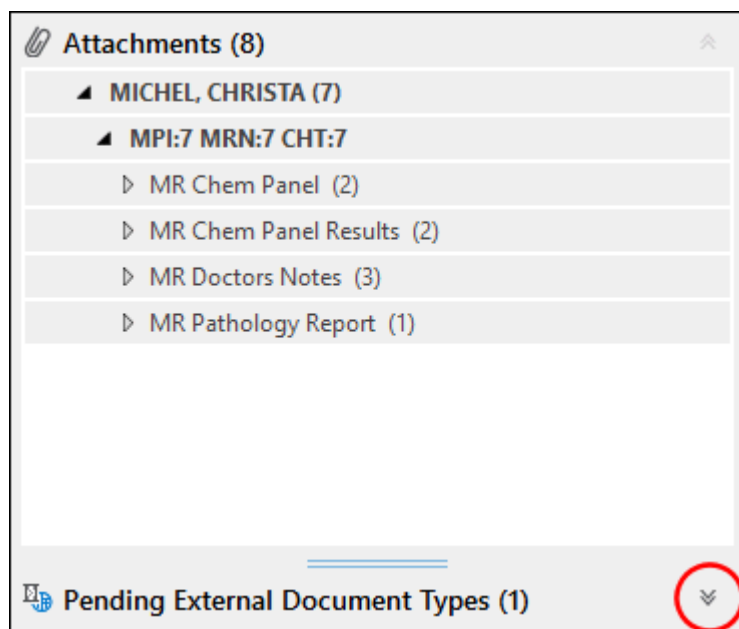 Attachments (8)
MICHEL, CHRISTA (7)
MPI:7 MRN:7 CHT:7
MR Chem Panel (2)
MR Chem Panel Results (2)
MR Doctors Notes (3)
MR Pathology Report (1)
Pending External Document Types (1)